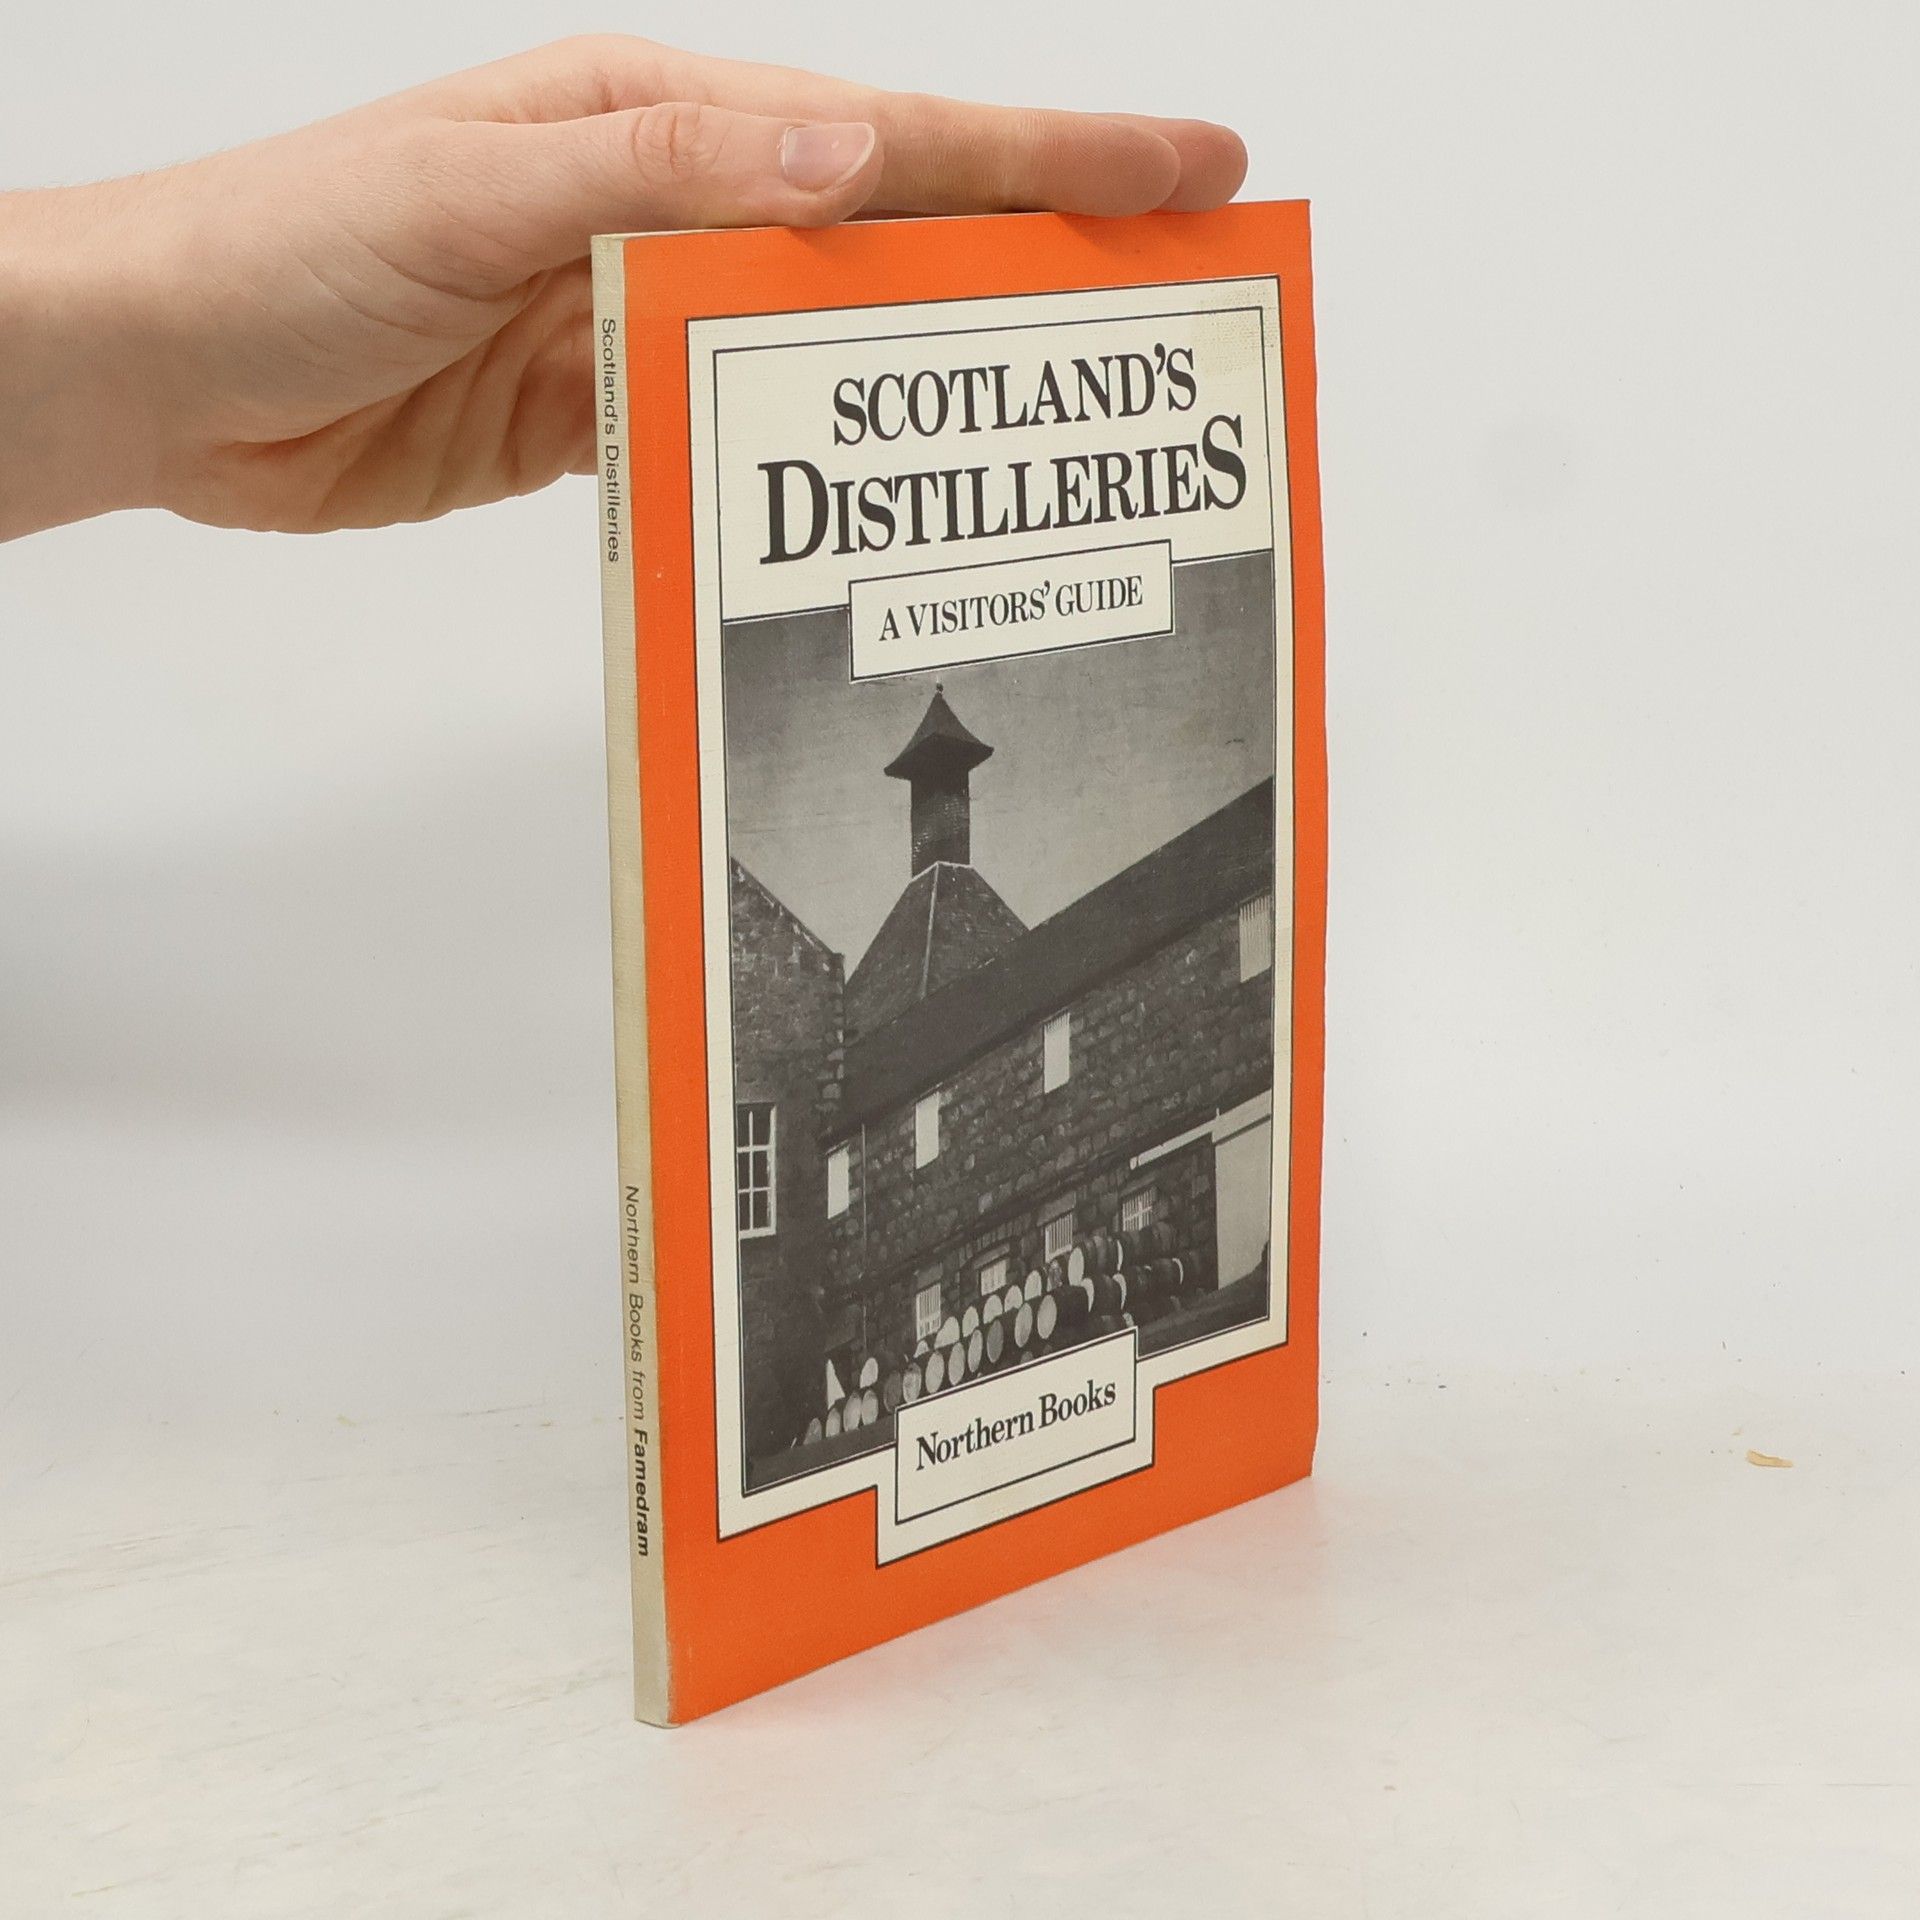 SCOTLAND'S
DISTILLERIES
A VISITORS' GUIDE
Northern Books
Scotland's Distilleries
Northern Books from Famedram